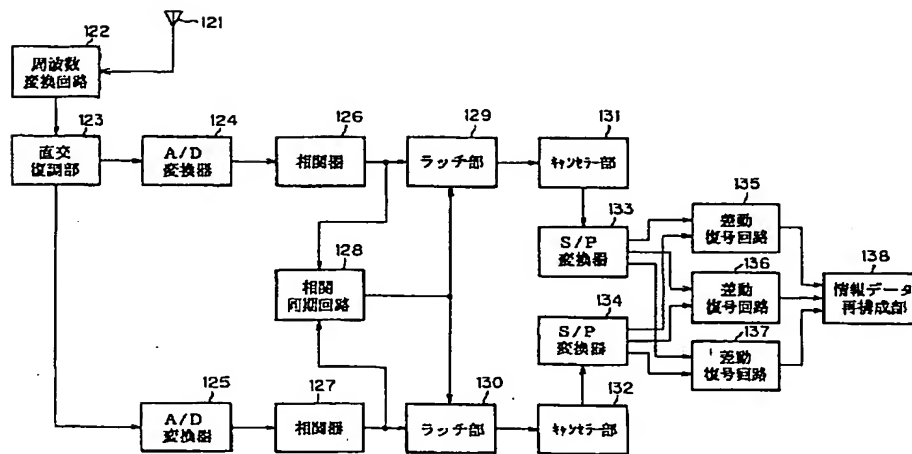 121
122
周波数
変換回路
123
直交
復調部
124
A/D
変換器
126
相関器
129
ラッチ部
131
キャンセラー部
128
相関
同期回路
133
S/P
変換器
134
S/P
変換器
135
差動
復号回路
136
差動
復号回路
137
差動
復号回路
138
情報データ
再構成部
125
A/D
変換器
127
相関器
130
ラッチ部
132
キャンセラー部